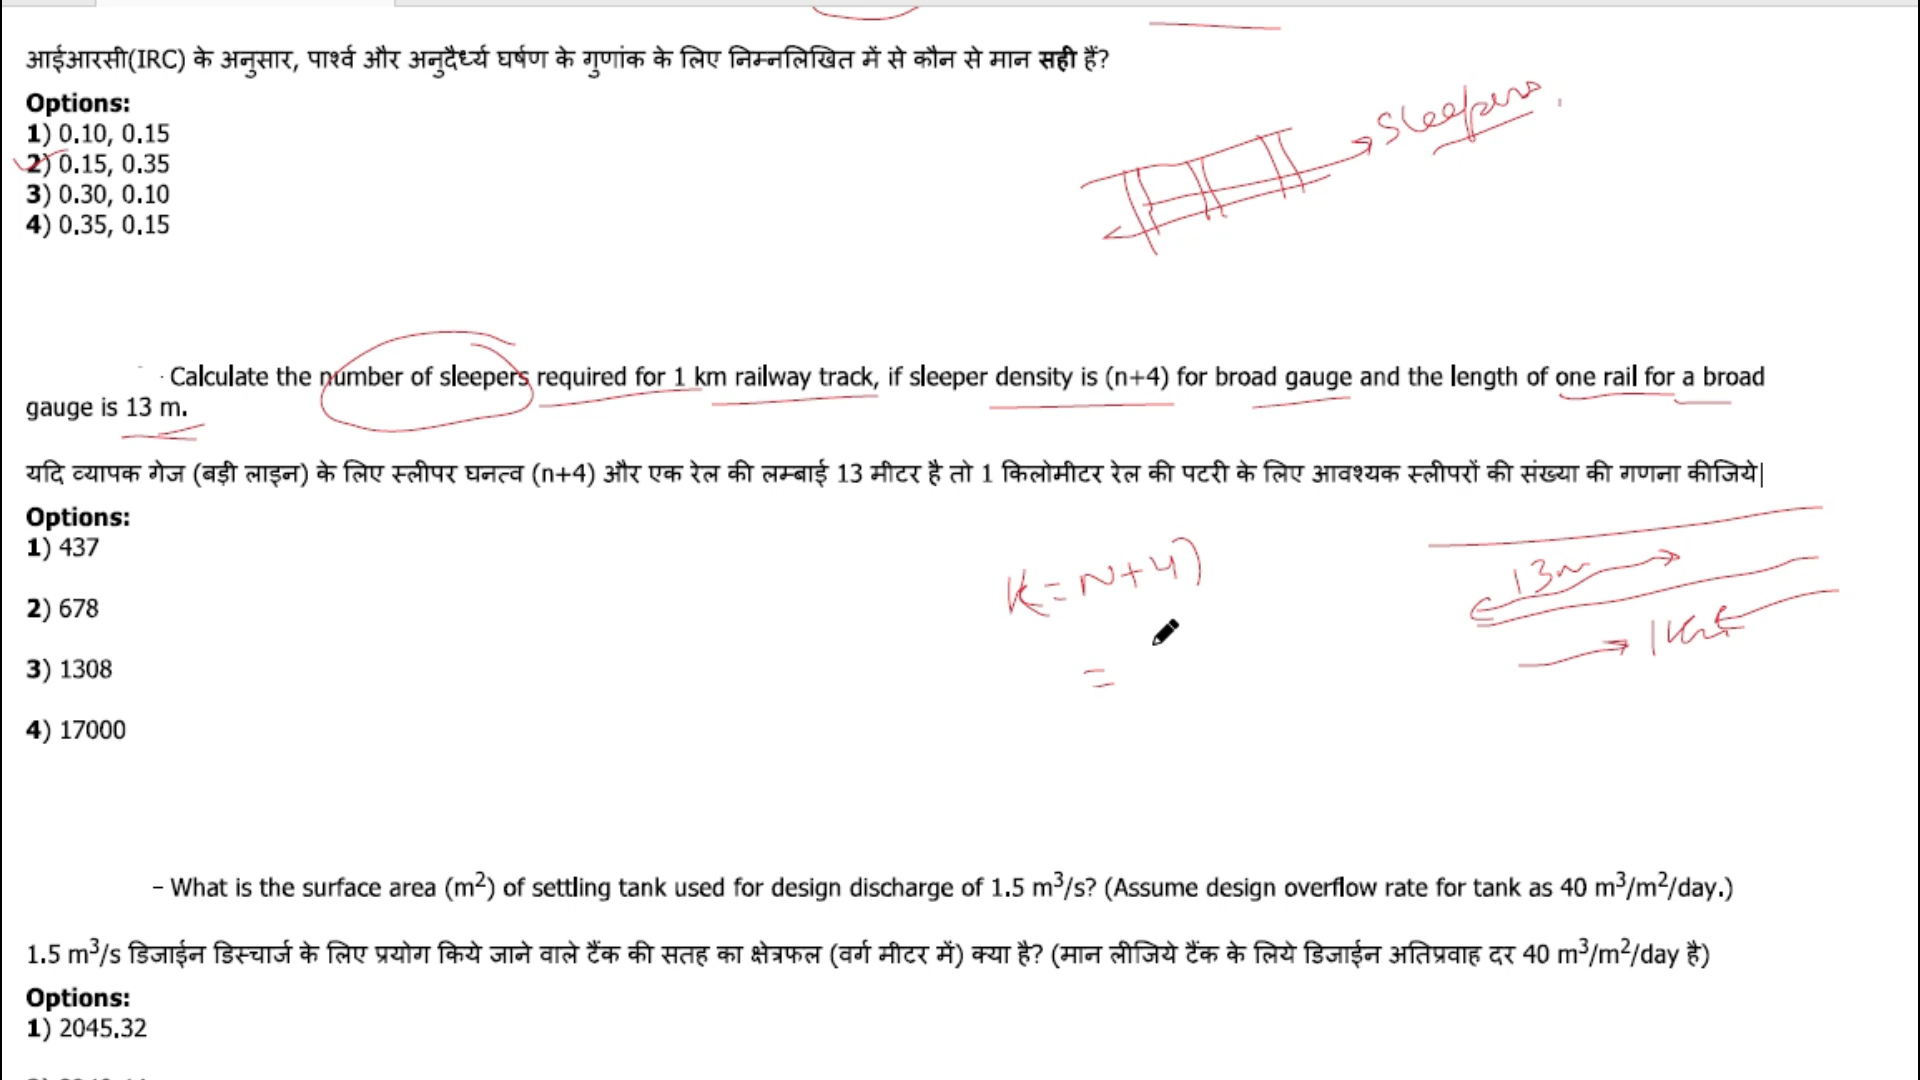 आईआरसी(IRC) के अनुसार, पार्श्व और अनुदैर्ध्य घर्षण के गुणांक के लिए निम्नलिखित में से कौन से मान सही हैं?
Options:
1) 0.10, 0.15
2) 0.15, 0.35
3) 0.30, 0.10
4) 0.35, 0.15
Sleepers
Calculate the number of sleepers required for 1 km railway track, if sleeper density is (n+4) for broad gauge and the length of one rail for a broad
gauge is 13 m.
यदि व्यापक गेज (बड़ी लाइन) के लिए स्लीपर घनत्व (n+4) और एक रेल की लम्बाई 13 मीटर है तो 1 किलोमीटर रेल की पटरी के लिए आवश्यक स्लीपरों की संख्या की गणना कीजिये|
Options:
1) 437
2) 678
3) 1308
4) 17000
K = N+4)
=
13m
– What is the surface area (m²) of settling tank used for design discharge of 1.5 m³/s? (Assume design overflow rate for tank as 40 m³/m²/day.)
1.5 m³/s डिजाईन डिस्चार्ज के लिए प्रयोग किये जाने वाले टैंक की सतह का क्षेत्रफल (वर्ग मीटर में) क्या है? (मान लीजिये टैंक के लिये डिजाईन अतिप्रवाह दर 40 m³/m²/day है)
Options:
1) 2045.32